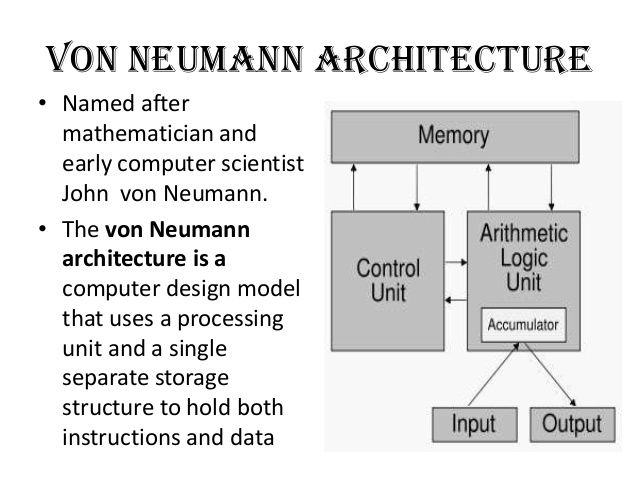 VON NEUMANN ARCHITECTURE
• Named after
mathematician and
early computer scientist
John von Neumann.
• The von Neumann
architecture is a
computer design model
that uses a processing
unit and a single
separate storage
structure to hold both
instructions and data
Memory
Control
Unit
Arithmetic
Logic
Unit
Accumulator
Input
Output